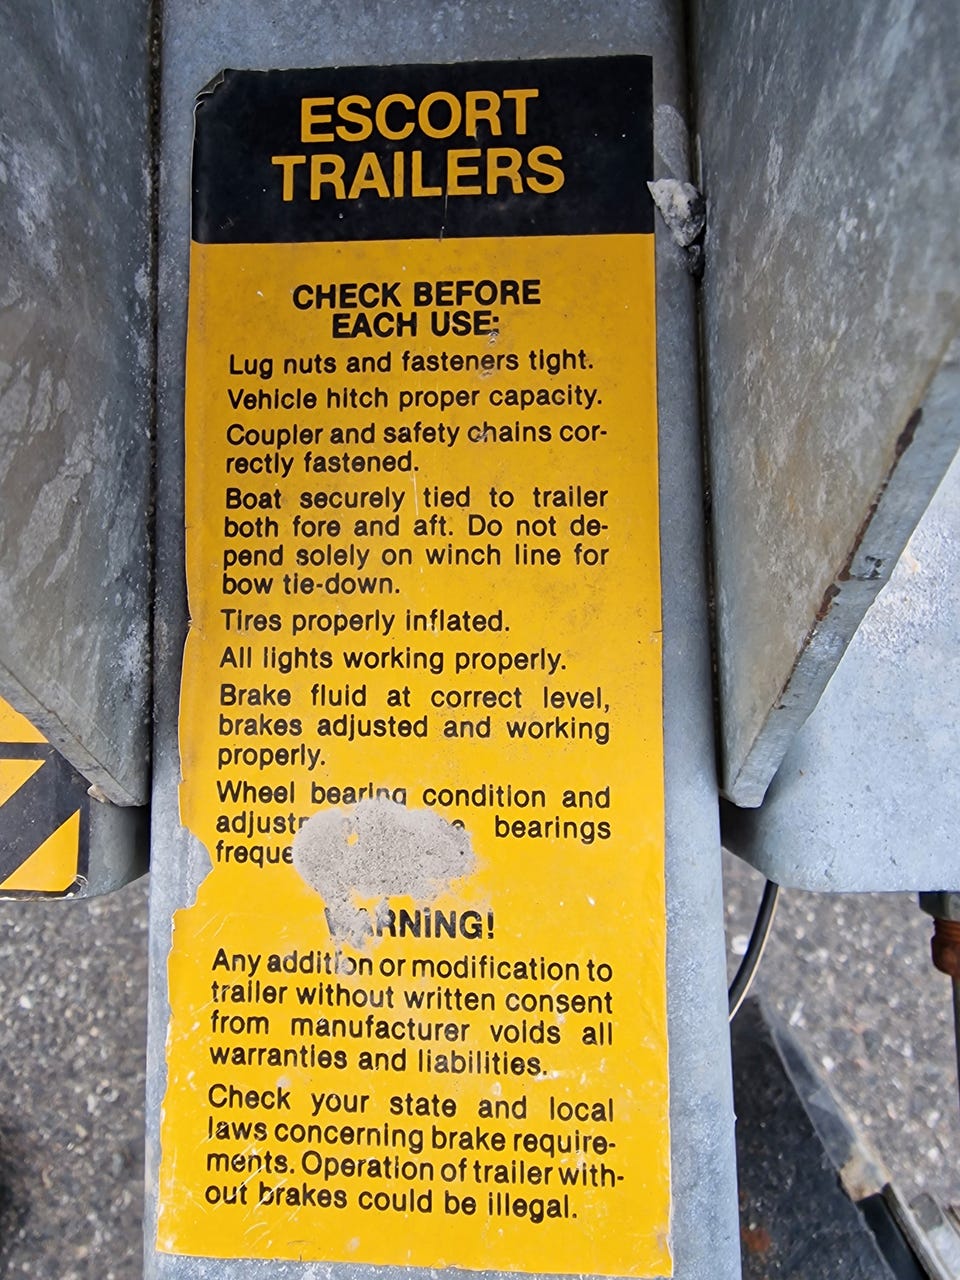 ESCORT
TRAILERS
CHECK BEFORE
EACH USE:
Lug nuts and fasteners tight.
Vehicle hitch proper capacity.
Coupler and safety chains cor-
rectly fastened.
Boat securely tied to trailer
both fore and aft. Do not de-
pend solely on winch line for
bow tie-down.
Tires properly inflated.
All lights working properly.
Brake fluid at correct level,
brakes adjusted and working
properly.
Wheel bearing condition and
bearings
WARNING!
Any addition or modification to
trailer without written consent
from manufacturer voids all
warranties and liabilities.
Check your state and local
laws concerning brake require-
ments. Operation of trailer with-
out brakes could be illegal.